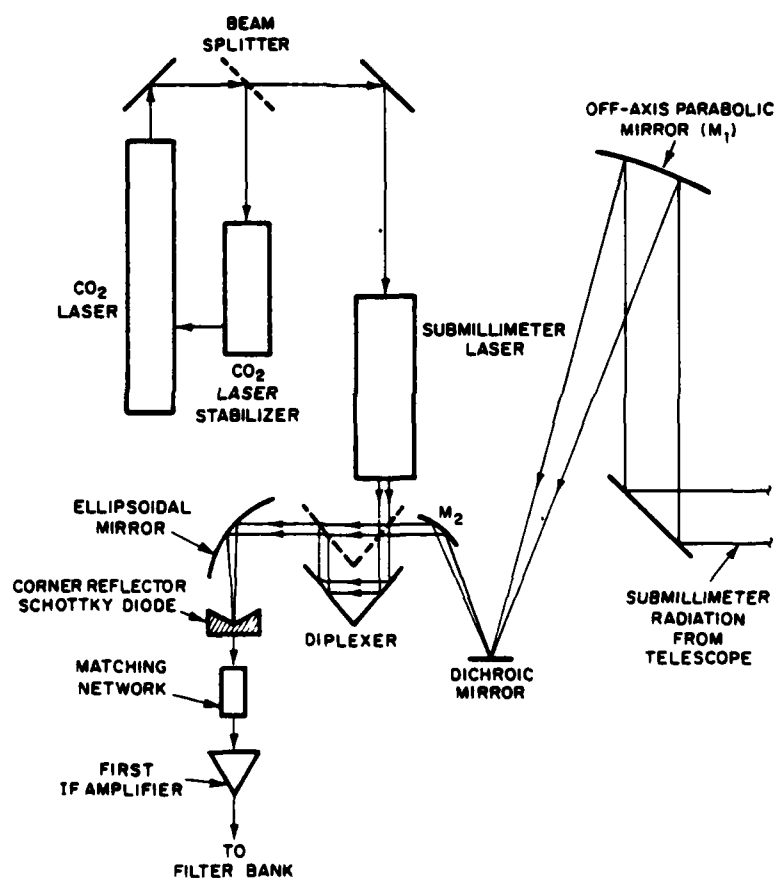 BEAM
SPLITTER
OFF-AXIS PARABOLIC
MIRROR (M₁)
CO₂
LASER
CO₂
LASER
STABILIZER
SUBMILLIMETER
LASER
ELLIPSOIDAL
MIRROR
M₂
CORNER REFLECTOR
SCHOTTKY DIODE
DIPLEXER
DICHROIC
MIRROR
SUBMILLIMETER
RADIATION
FROM
TELESCOPE
MATCHING
NETWORK
FIRST
IF AMPLIFIER
TO
FILTER BANK